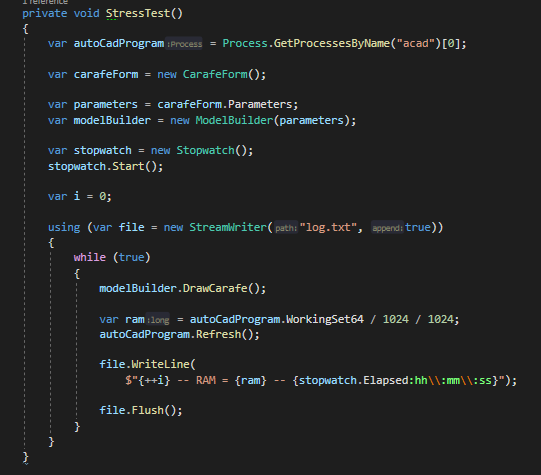 1 reference
private void StressTest()
{
var autoCadProgram :Process = Process.GetProcessesByName("acad")[0];
var carafeForm = new CarafeForm();
var parameters = carafeForm.Parameters;
var modelBuilder = new ModelBuilder(parameters);
var stopwatch = new Stopwatch();
stopwatch.Start();
var i = 0;
using (var file = new StreamWriter(path: "log.txt", append: true))
{
while (true)
{
modelBuilder.DrawCarafe();
var ram :long = autoCadProgram.WorkingSet64 / 1024 / 1024;
autoCadProgram.Refresh();
file.WriteLine(
$"{++i} -- RAM = {ram} -- {stopwatch.Elapsed:hh\\:mm\\:ss}");
file.Flush();
}
}
}